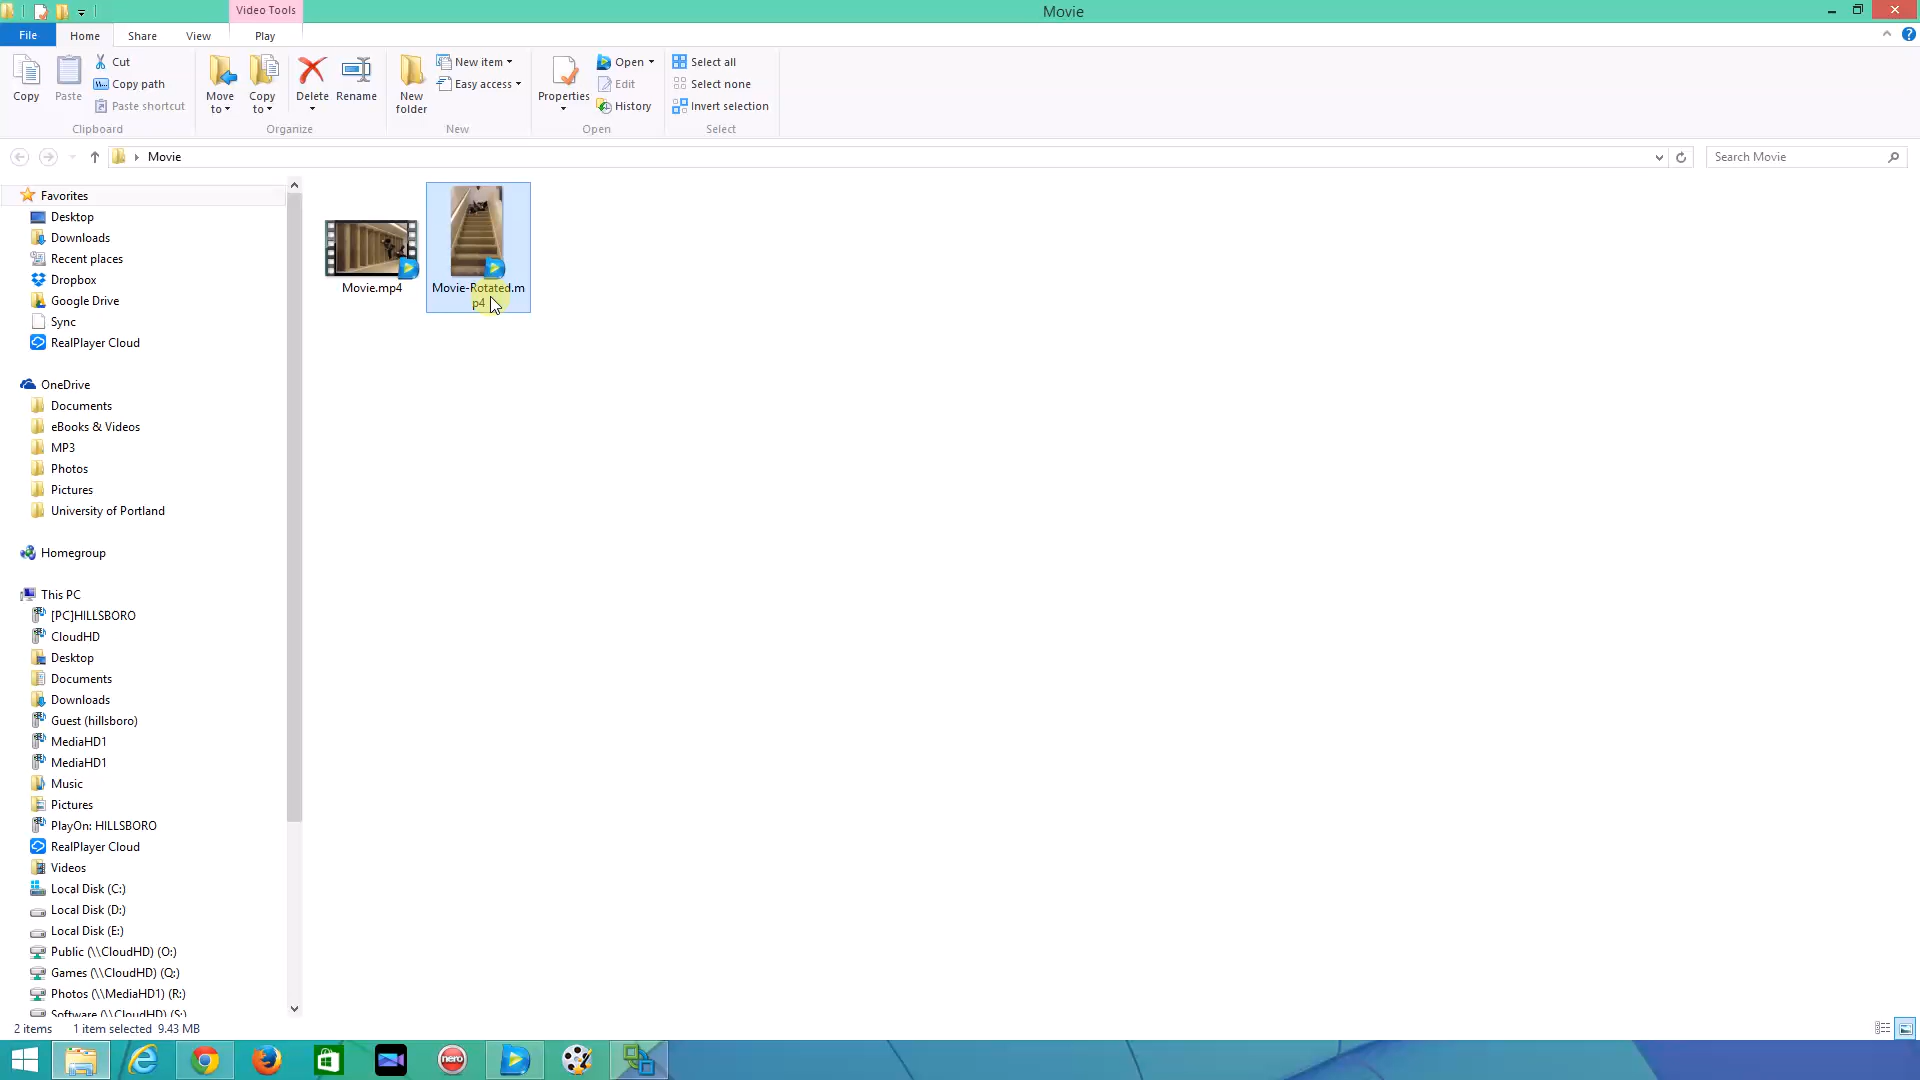 Video Tools
Movie
File
Home
Share
View
Play
Copy
Paste
Cut
Copy path
Paste shortcut
Clipboard
Move to
Copy to
Delete
Rename
Organize
New folder
New item
Easy access
New
Properties
Open
Edit
History
Open
Select all
Select none
Invert selection
Select
Movie
Search Movie
Favorites
Desktop
Downloads
Recent places
Dropbox
Google Drive
Sync
RealPlayer Cloud
OneDrive
Documents
eBooks & Videos
MP3
Photos
Pictures
University of Portland
Homegroup
This PC
[PC]HILLSBORO
CloudHD
Desktop
Documents
Downloads
Guest (hillsboro)
MediaHD1
MediaHD1
Music
Pictures
PlayOn: HILLSBORO
RealPlayer Cloud
Videos
Local Disk (C:)
Local Disk (D:)
Local Disk (E:)
Public (\\CloudHD) (O:)
Games (\\CloudHD) (Q:)
Photos (\\MediaHD1) (R:)
Software (\\CloudHD) (S:)
Movie.mp4
Movie-Rotated.m
p4
2 items
1 item selected 9.43 MB
nero